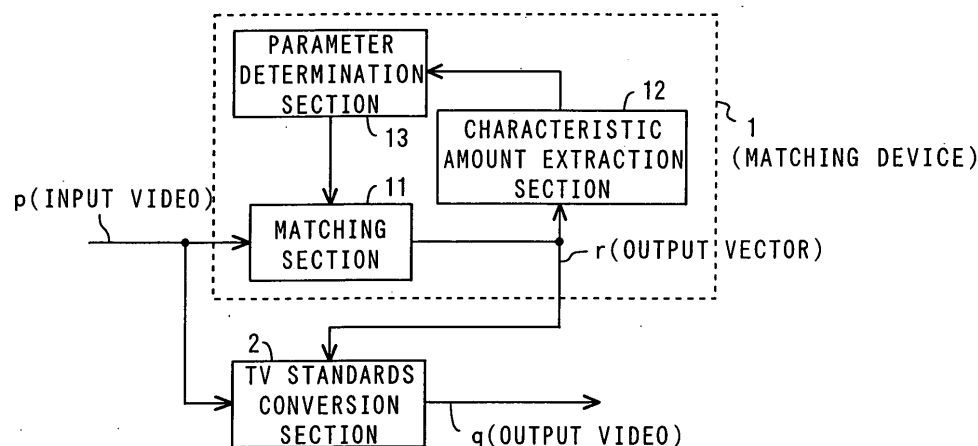 PARAMETER
DETERMINATION
SECTION
13
12
CHARACTERISTIC
AMOUNT EXTRACTION
SECTION
1
(MATCHING DEVICE)
p(INPUT VIDEO)
11
MATCHING
SECTION
r(OUTPUT VECTOR)
2
TV STANDARDS
CONVERSION
SECTION
q(OUTPUT VIDEO)